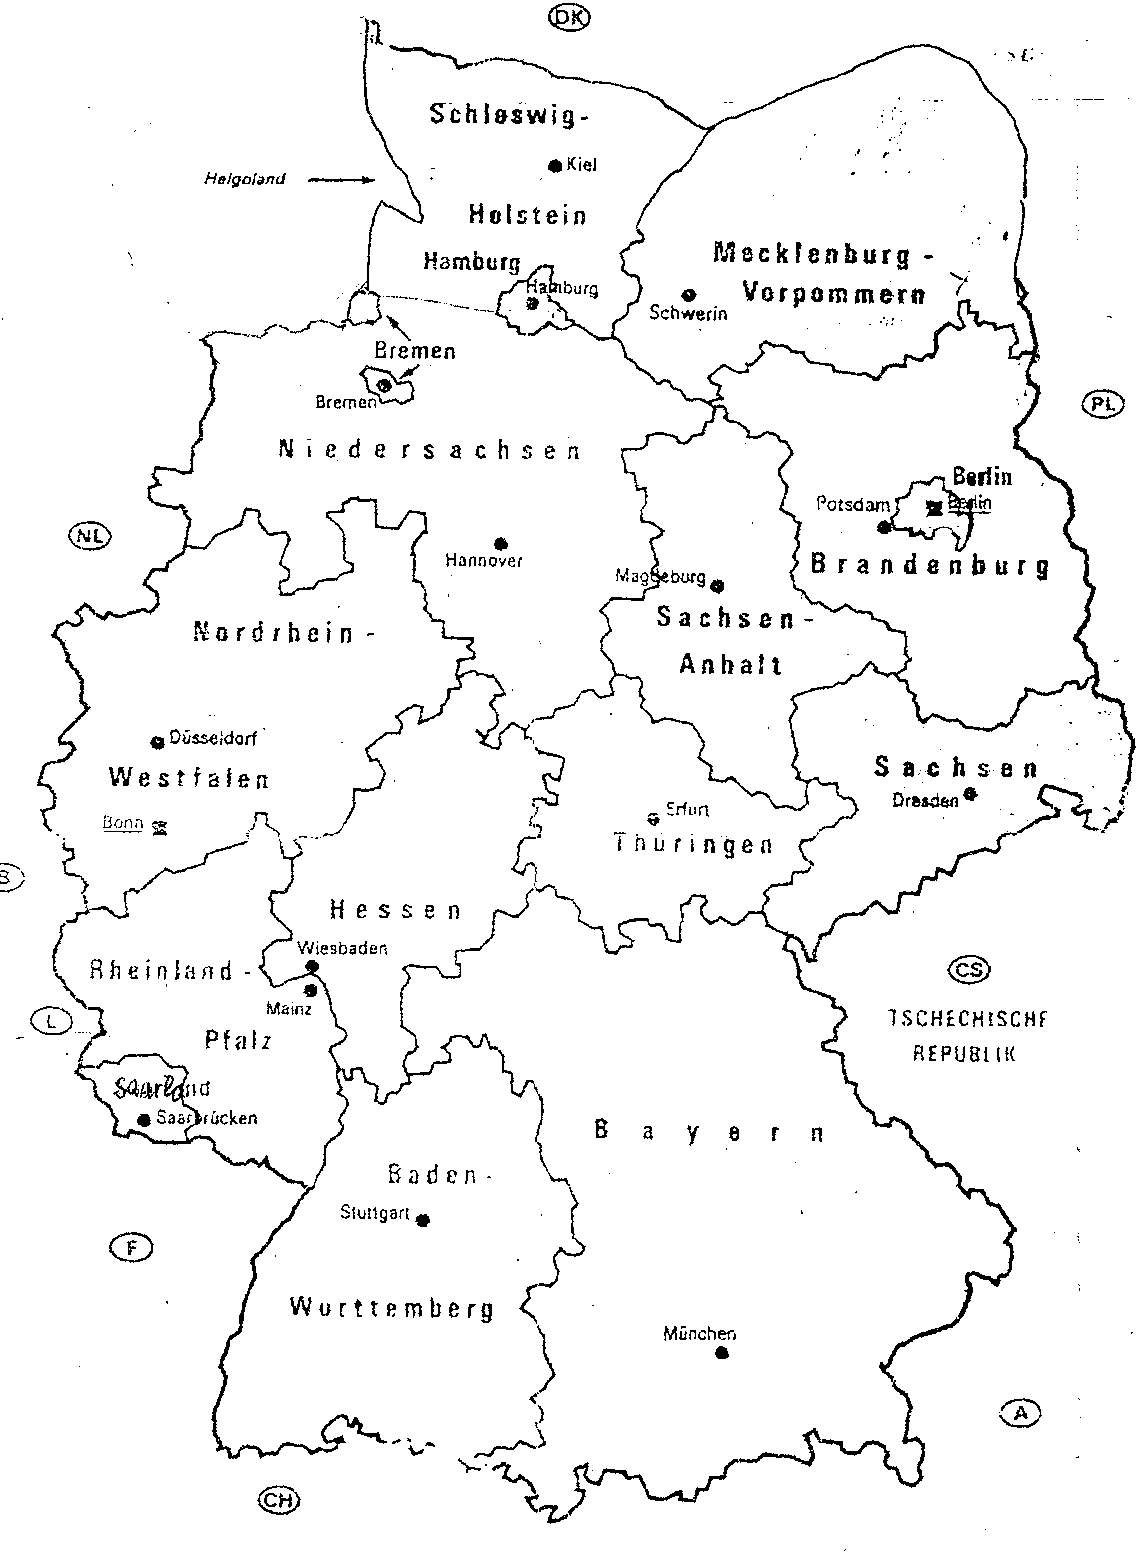 DK
Schleswig-
Kiel
Helgoland
Holstein
Hamburg
Hamburg
Mecklenburg-
Vorpommern
Schwerin
Bremen
Bremen
PL
Niedersachsen
Berlin
Berlin
Potsdam
NL
Hannover
Brandenburg
Magdeburg
Sachsen-
Anhalt
Nordrhein-
Düsseldorf
Westfalen
Sachsen
Dresden
Bonn
Erfurt
Thüringen
Hessen
Wiesbaden
Rheinland-
Mainz
CS
L
TSCHECHISCHE
REPUBLIK
Pfalz
Saarland
Saarbrücken
Bayern
Baden-
Stuttgart
F
Wurttemberg
München
A
CH